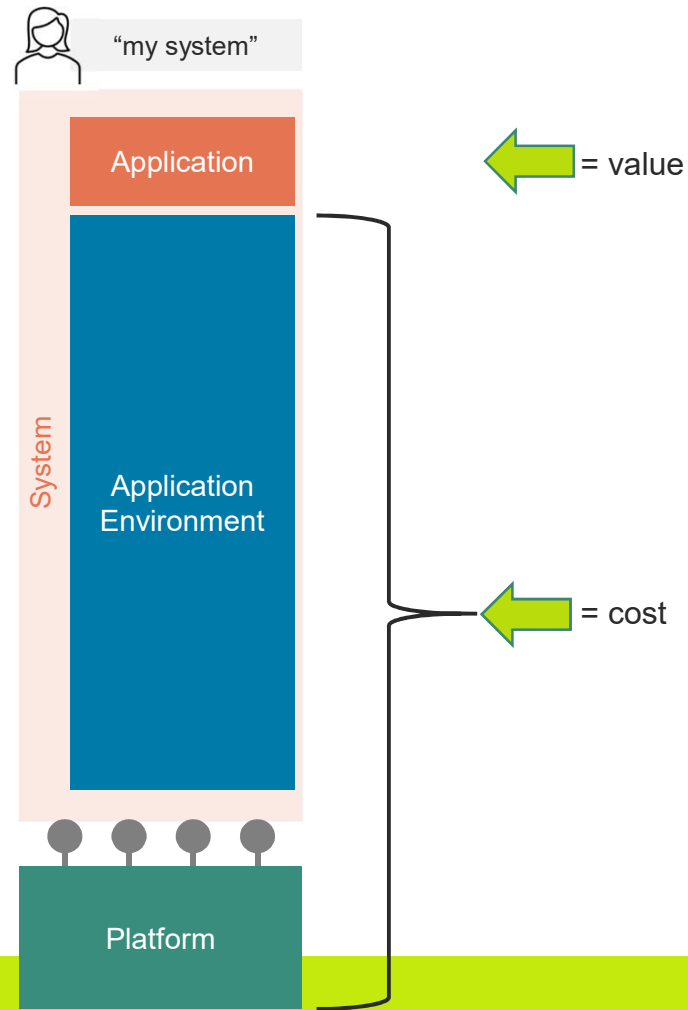 “my system”
Application
= value
System
Application
Environment
= cost
Platform